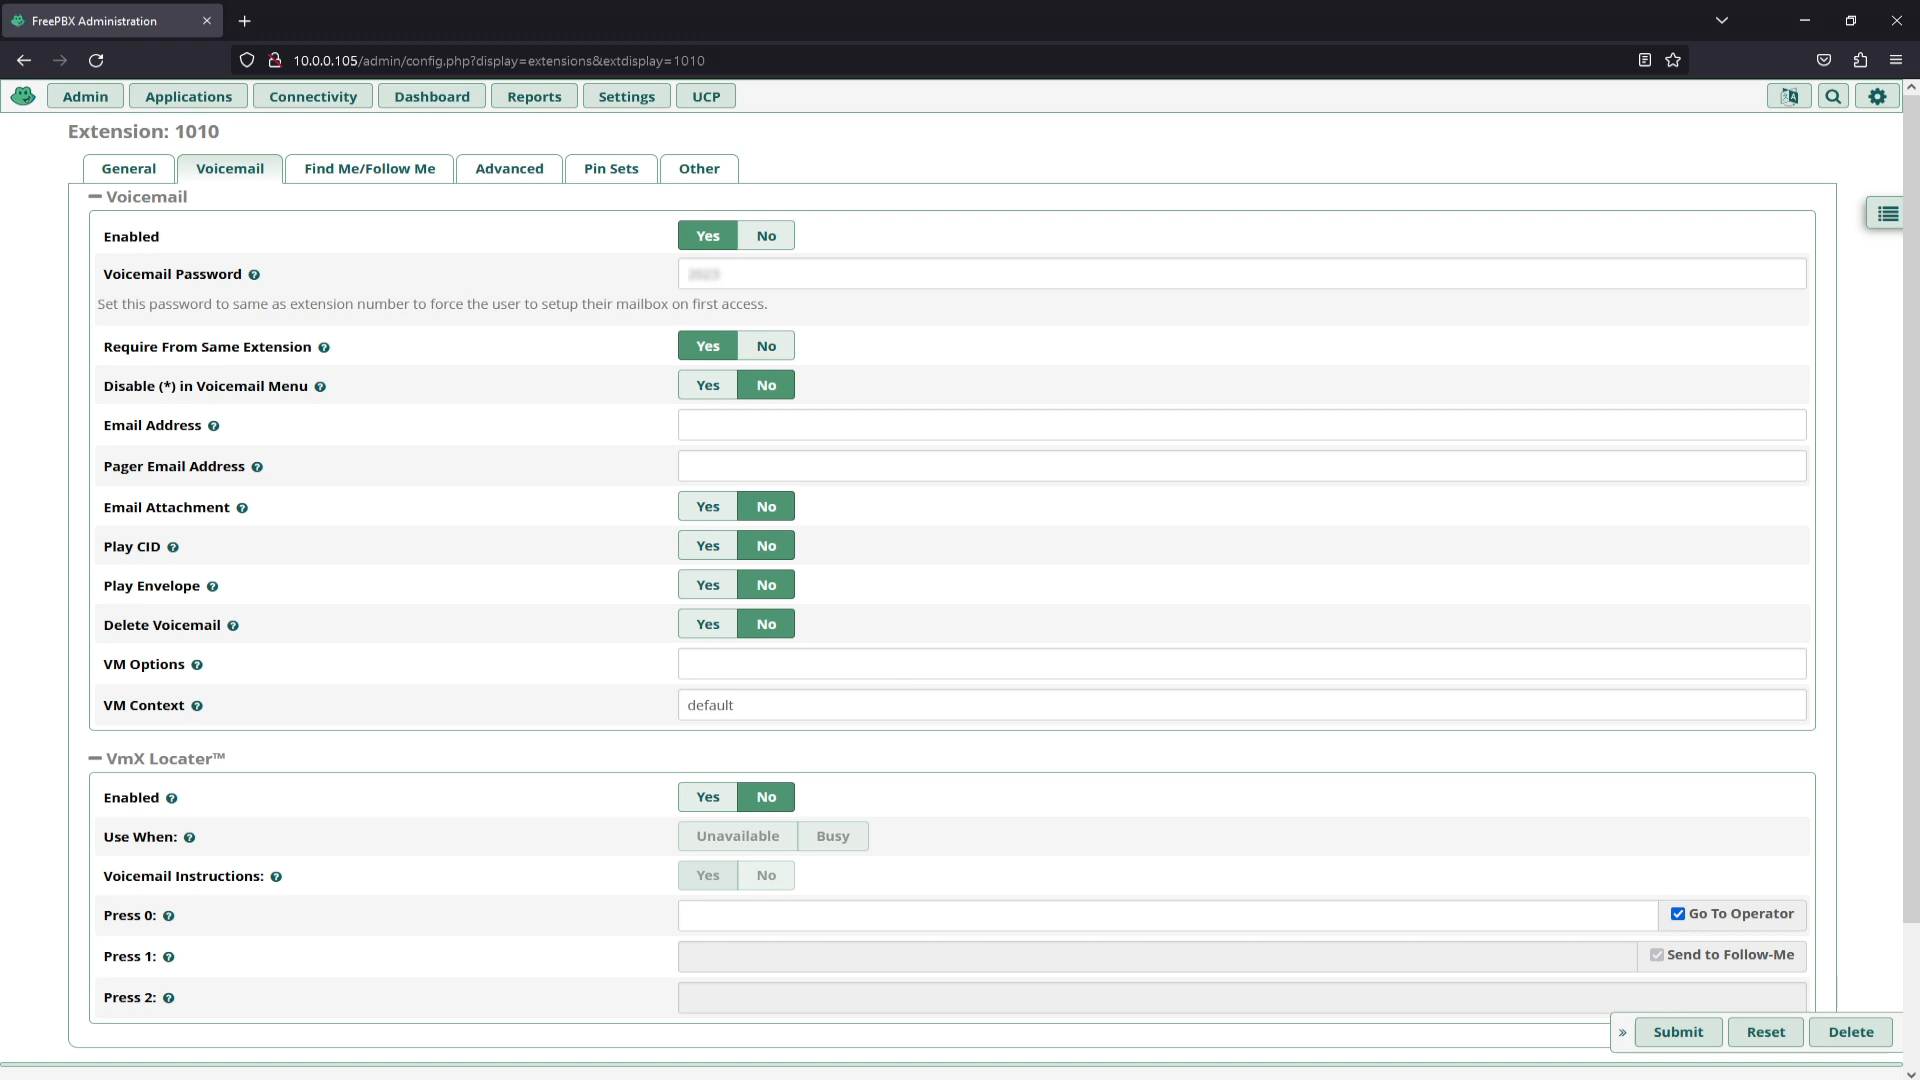 FreePBX Administration
10.0.0.105/admin/config.php?display=extensions&extdisplay=1010
Admin Applications Connectivity Dashboard Reports Settings UCP
Extension: 1010
General Voicemail Find Me/Follow Me Advanced Pin Sets Other
Voicemail
Enabled Yes No
Voicemail Password
Set this password to same as extension number to force the user to setup their mailbox on first access.
Require From Same Extension Yes No
Disable (*) in Voicemail Menu Yes No
Email Address
Pager Email Address
Email Attachment Yes No
Play CID Yes No
Play Envelope Yes No
Delete Voicemail Yes No
VM Options
VM Context default
VmX Locater™
Enabled Yes No
Use When: Unavailable Busy
Voicemail Instructions: Yes No
Press 0: Go To Operator
Press 1: Send to Follow-Me
Press 2:
» Submit Reset Delete